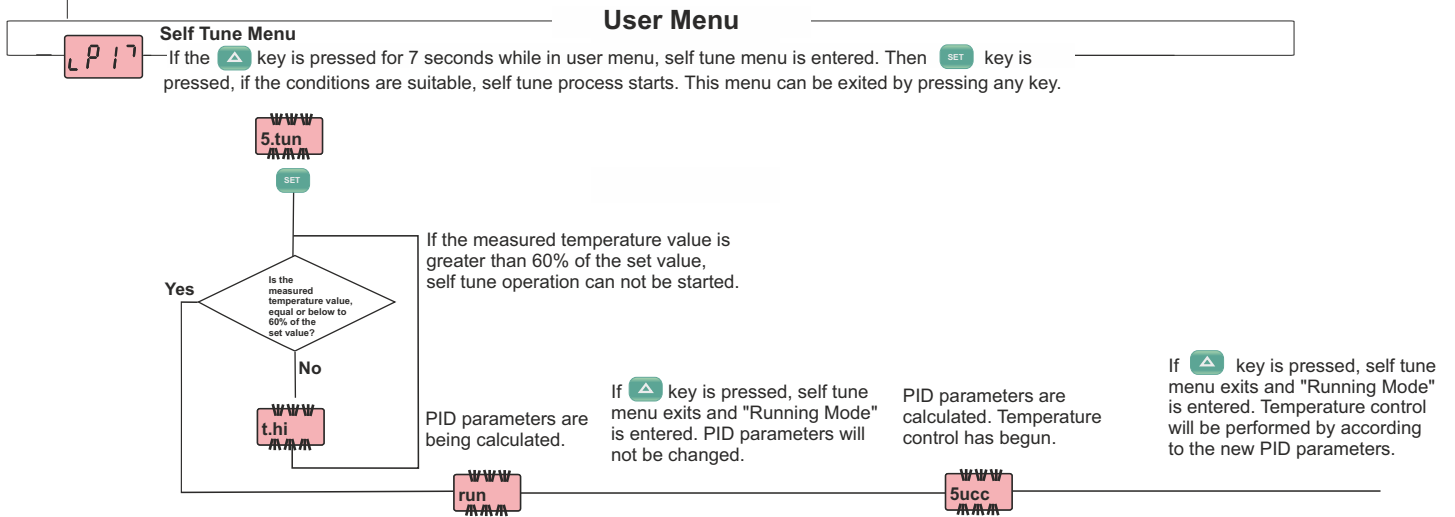 User Menu
Self Tune Menu
If the key is pressed for 7 seconds while in user menu, self tune menu is entered. Then SET key is
pressed, if the conditions are suitable, self tune process starts. This menu can be exited by pressing any key.
5.tun
SET
If the measured temperature value is
greater than 60% of the set value,
self tune operation can not be started.
Yes
Is the
measured
temperature value,
equal or below to
60% of the
set value?
No
t.hi
PID parameters are
being calculated.
run
If key is pressed, self tune
menu exits and "Running Mode"
is entered. PID parameters will
not be changed.
PID parameters are
calculated. Temperature
control has begun.
5ucc
If key is pressed, self tune
menu exits and "Running Mode"
is entered. Temperature control
will be performed by according
to the new PID parameters.